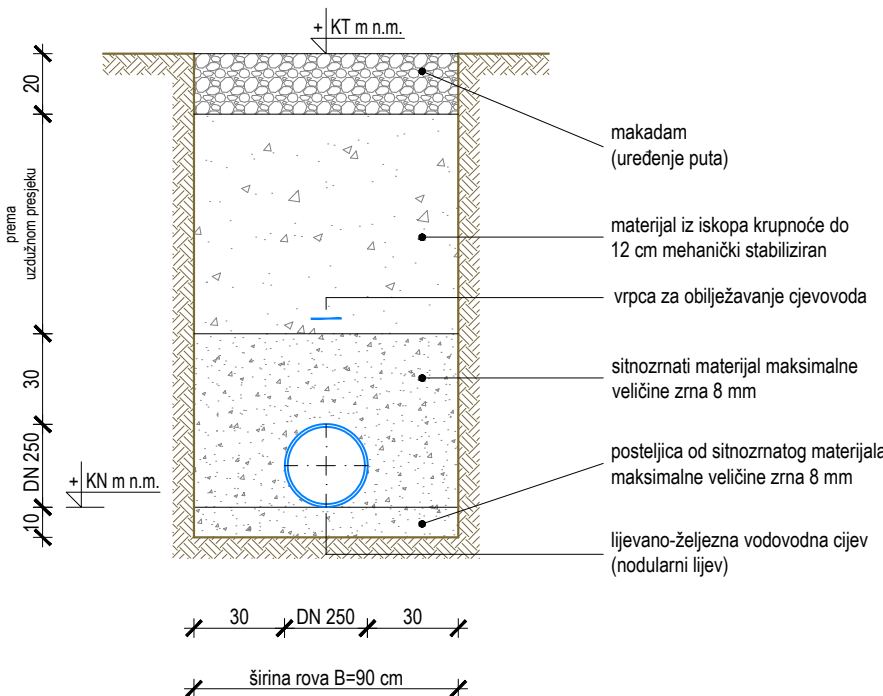 + KT m n.m.
20
prema
uzdužnom presjeku
30
DN 250
10
+ KN m n.m.
makadam
(uređenje puta)
materijal iz iskopa krupnoće do
12 cm mehanički stabiliziran
vrpca za obilježavanje cjevovoda
sitnozrnati materijal maksimalne
veličine zrna 8 mm
posteljica od sitnozrnatog materijala
maksimalne veličine zrna 8 mm
lijevano-željezna vodovodna cijev
(nodularni lijev)
30 DN 250 30
širina rova B=90 cm